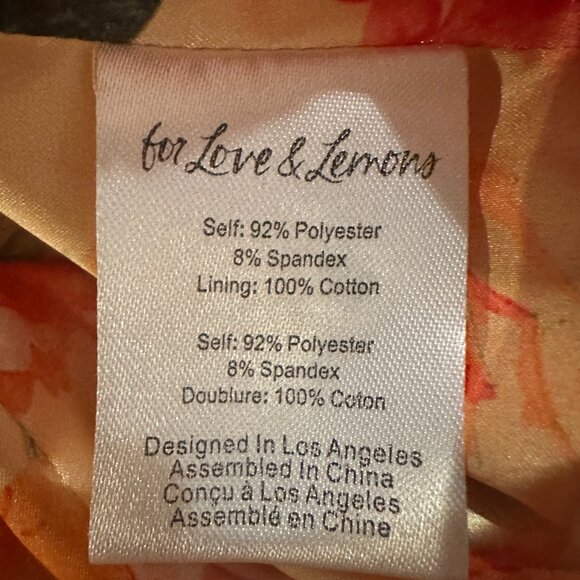 for Love & Lemons
Self: 92% Polyester
8% Spandex
Lining: 100% Cotton
Self: 92% Polyester
8% Spandex
Doublure: 100% Coton
Designed In Los Angeles
Assembled In China
Conçu à Los Angeles
Assemblé en Chine